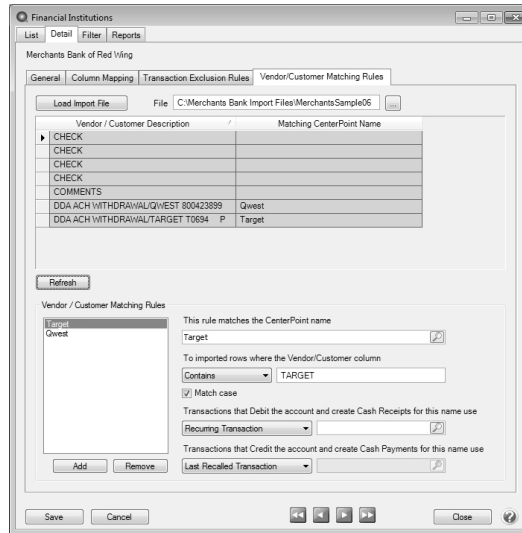 Financial Institutions
List Detail Filter Reports
Merchants Bank of Red Wing
General Column Mapping Transaction Exclusion Rules Vendor/Customer Matching Rules
Load Import File File C:\Merchants Bank Import Files\MerchantsSample06 ...
Vendor / Customer Description Matching CenterPoint Name
CHECK
CHECK
CHECK
CHECK
COMMENTS
DDA ACH WITHDRAWAL/QWEST 800423899 Qwest
DDA ACH WITHDRAWAL/TARGET T0694 P Target
Refresh
Vendor / Customer Matching Rules
Target
Qwest
This rule matches the CenterPoint name
Target
To imported rows where the Vendor/Customer column
Contains TARGET
Match case
Transactions that Debit the account and create Cash Receipts for this name use
Recurring Transaction
Transactions that Credit the account and create Cash Payments for this name use
Add Remove Last Recalled Transaction
Save Cancel Close ?